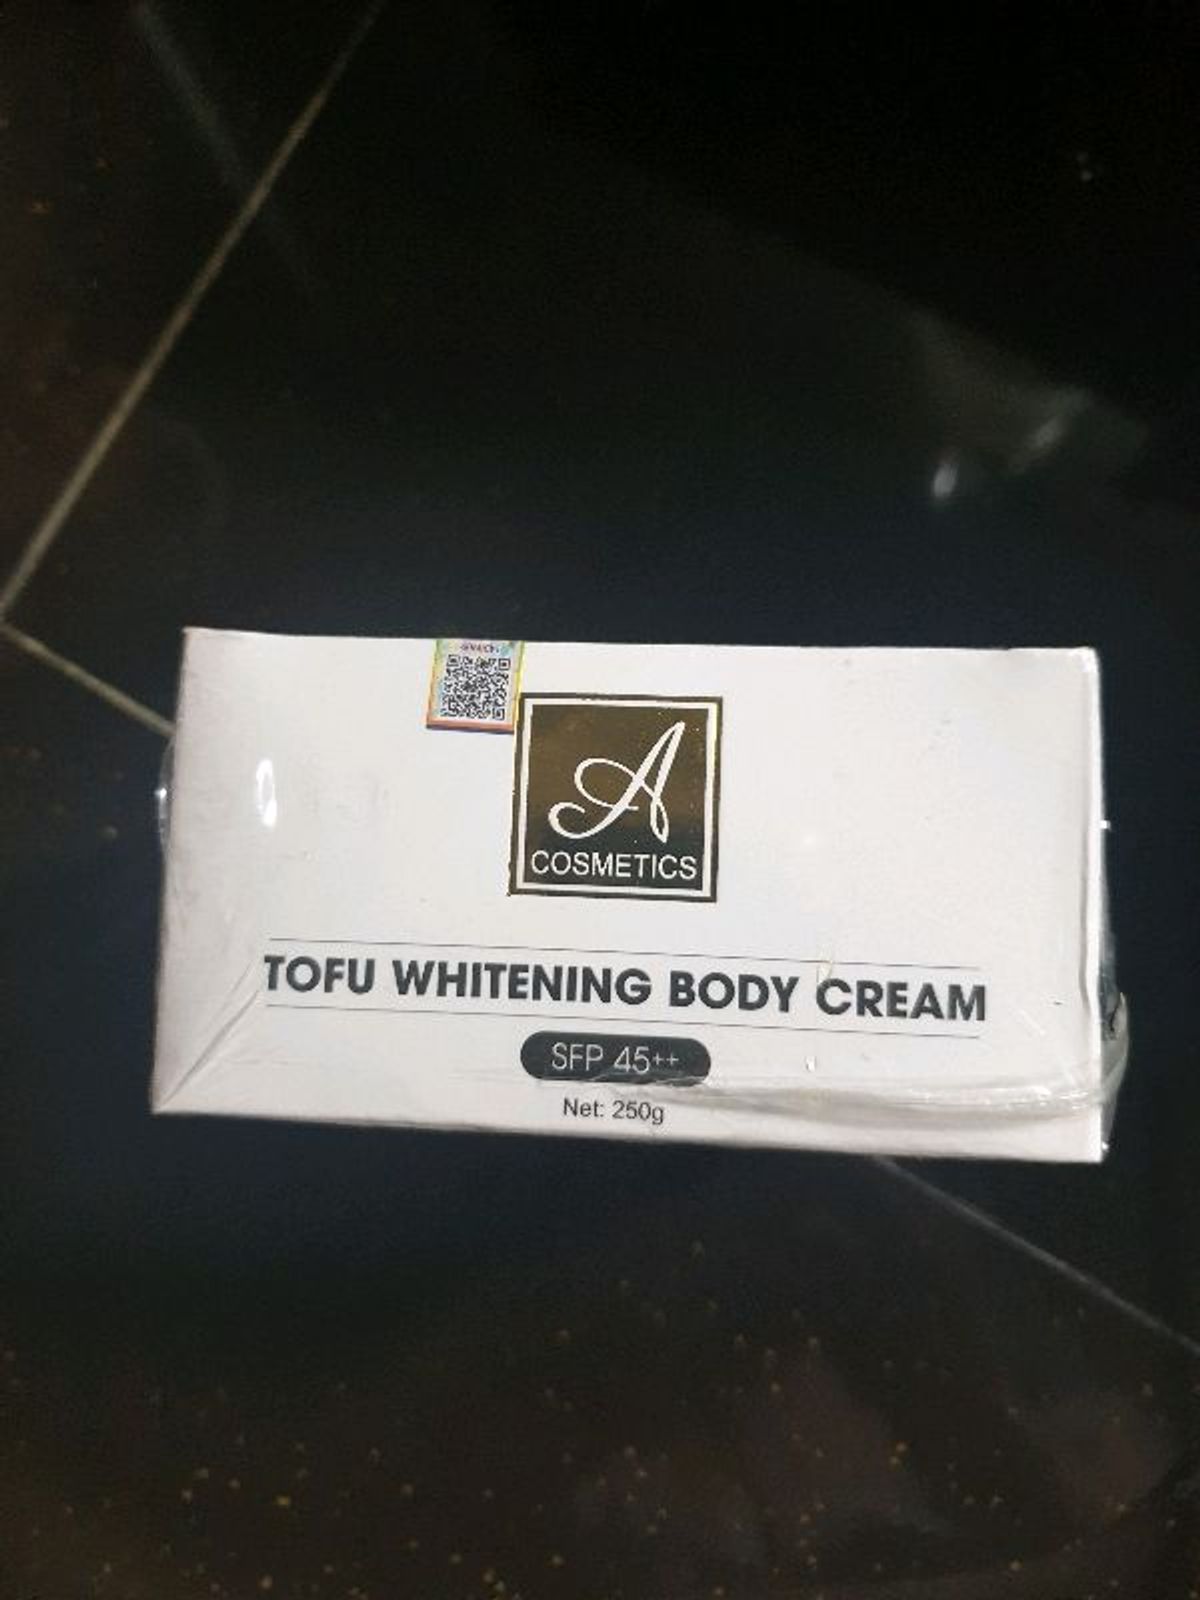 A
COSMETICS
TOFU WHITENING BODY CREAM
SFP 45++
Net: 250g